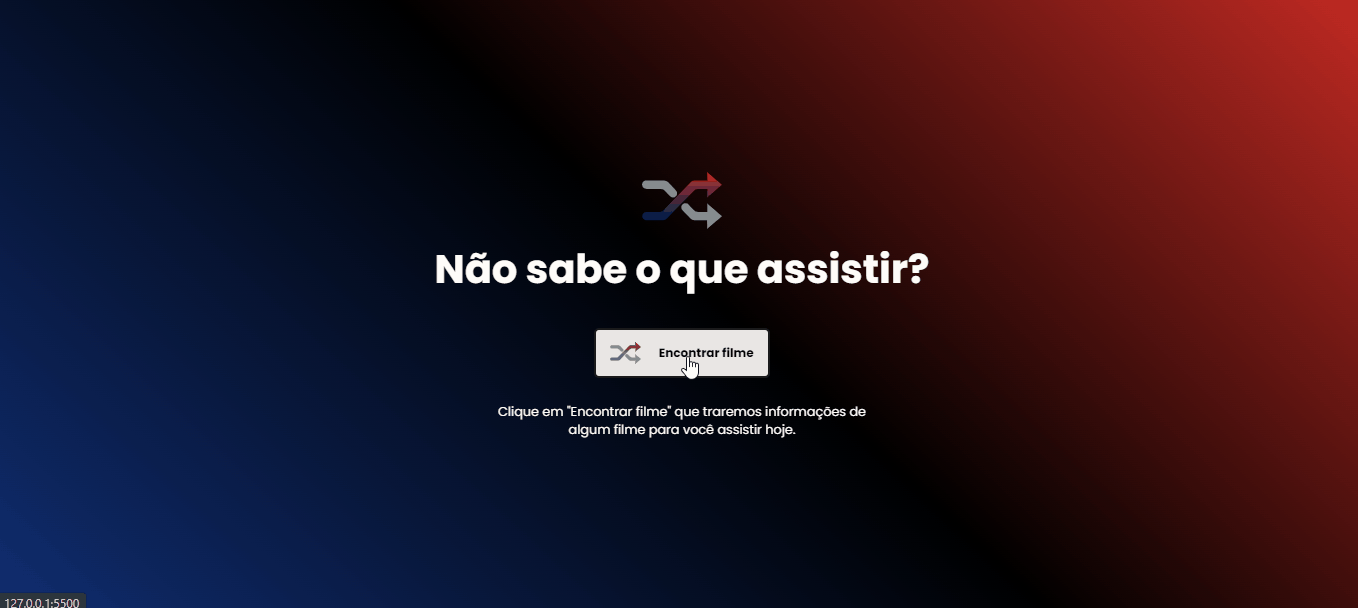 Não sabe o que assistir?
Encontrar filme
Clique em "Encontrar filme" que traremos informações de
algum filme para você assistir hoje.
127.0.0.1:5500